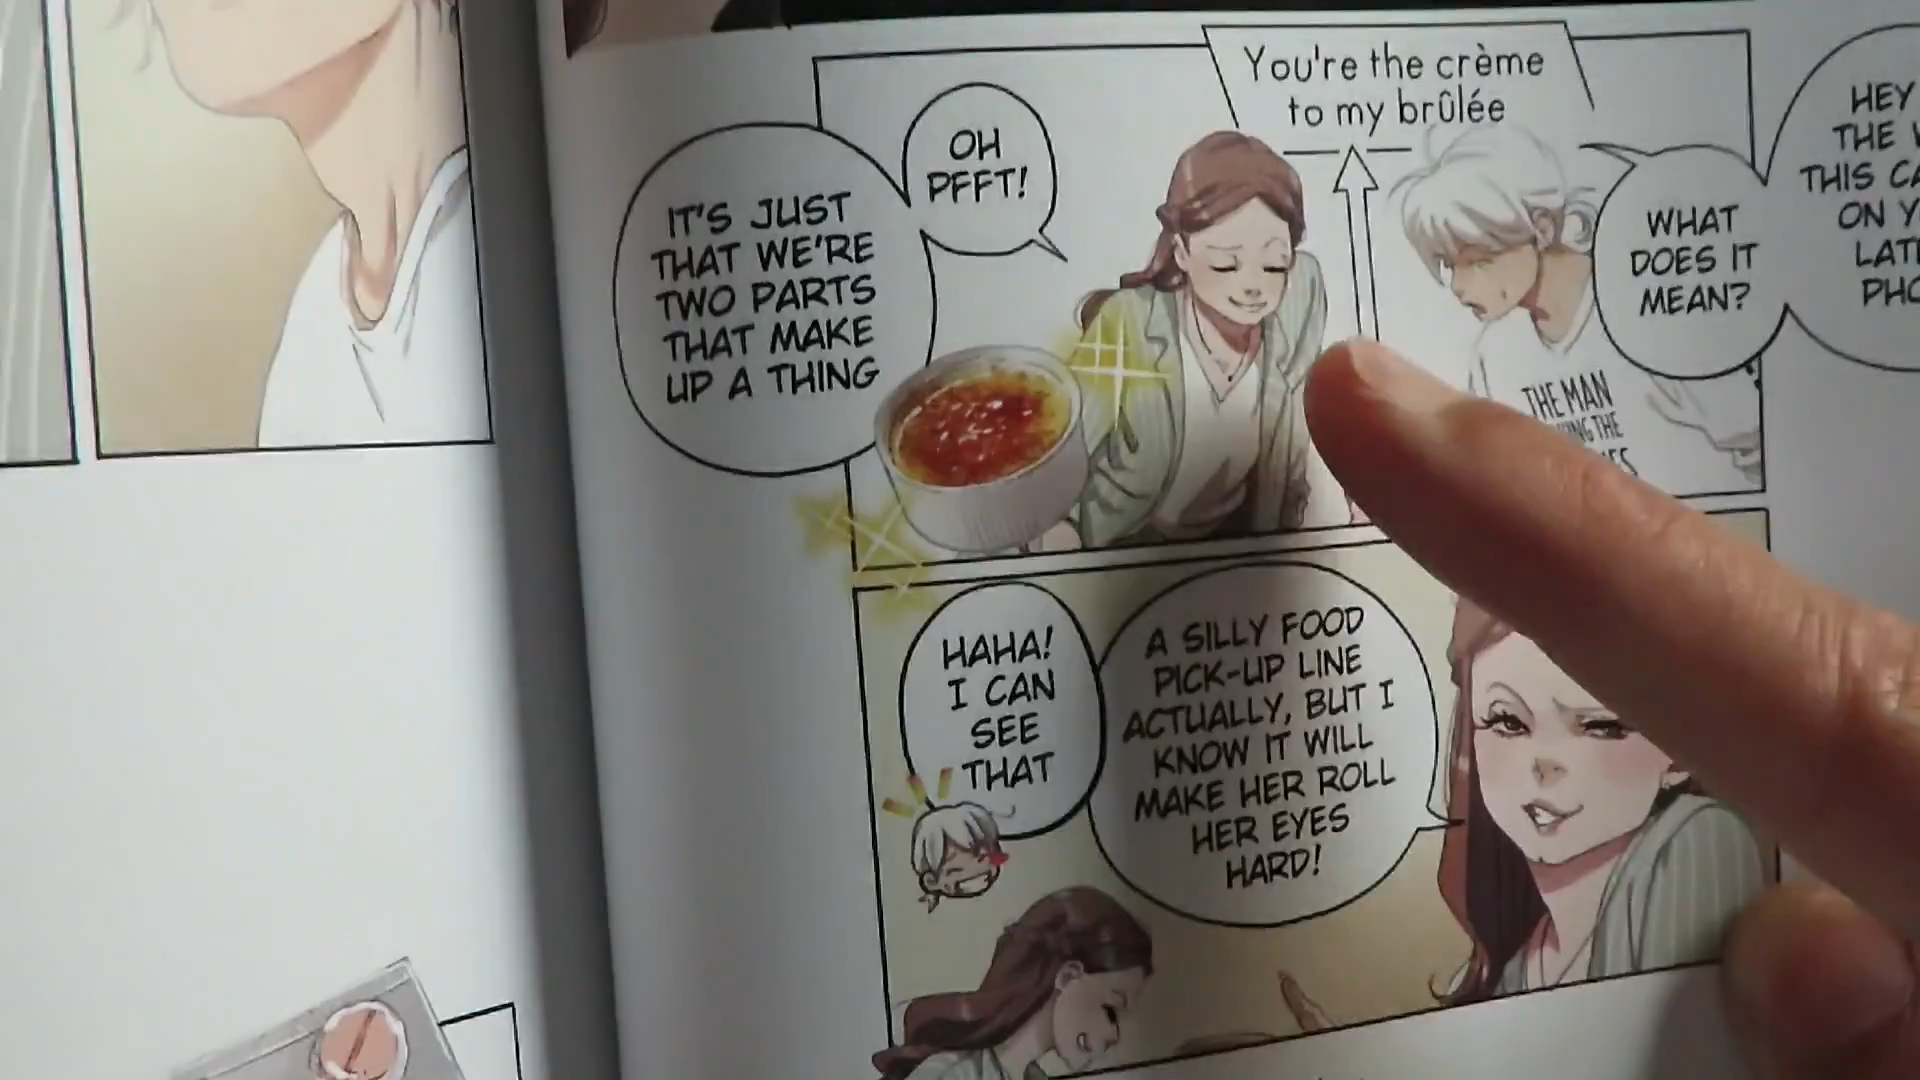 You're the crème
to my brûlée
OH
PFFT!
IT'S JUST
THAT WE'RE
TWO PARTS
THAT MAKE
UP A THING
WHAT
DOES IT
MEAN?
HEY
THE
THIS
ON
THE MAN
THE
HAHA!
I CAN
SEE
THAT
A SILLY FOOD
PICK-UP LINE
ACTUALLY, BUT I
KNOW IT WILL
MAKE HER ROLL
HER EYES
HARD!